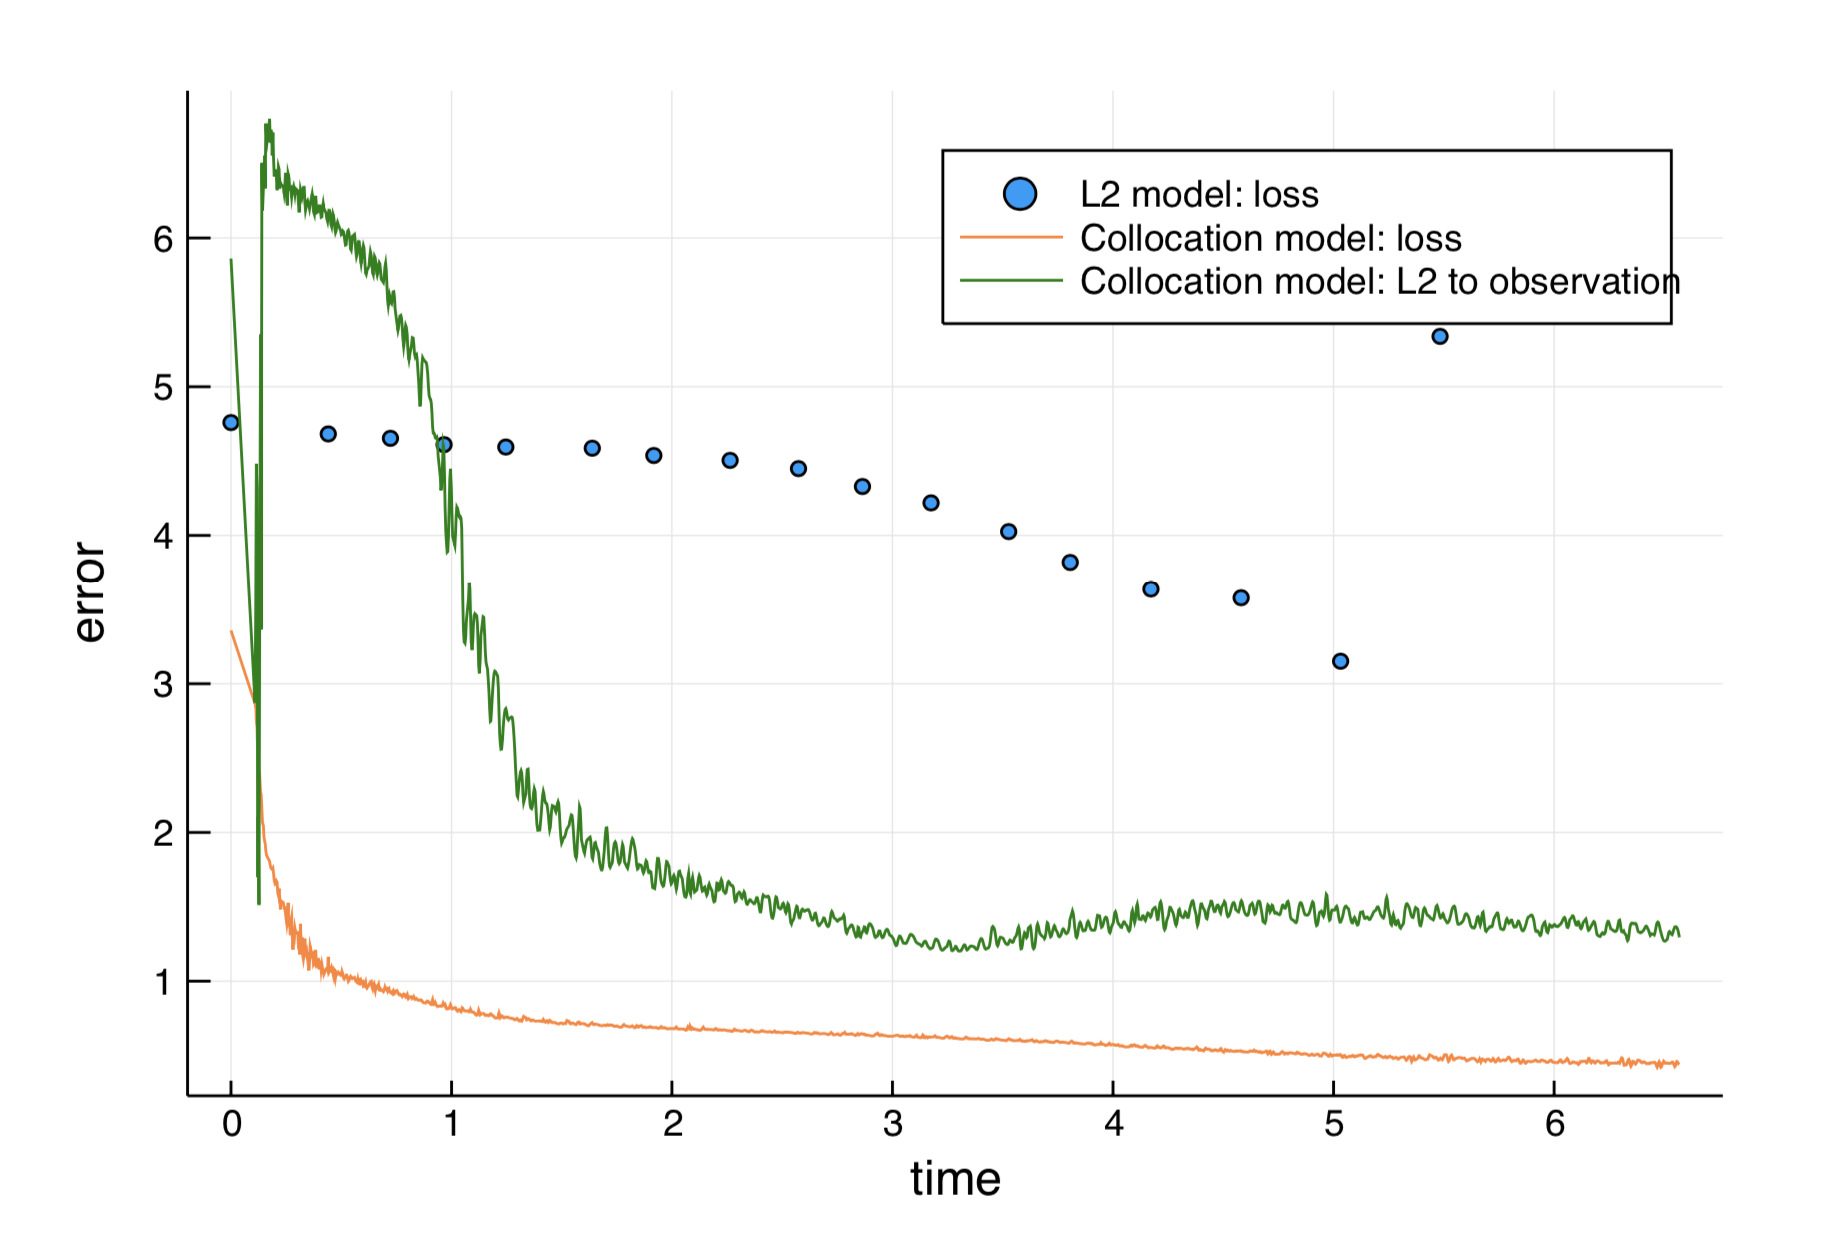 L2 model: loss
Collocation model: loss
Collocation model: L2 to observation
6
5
4
3
2
1
error
0 1 2 3 4 5 6
time